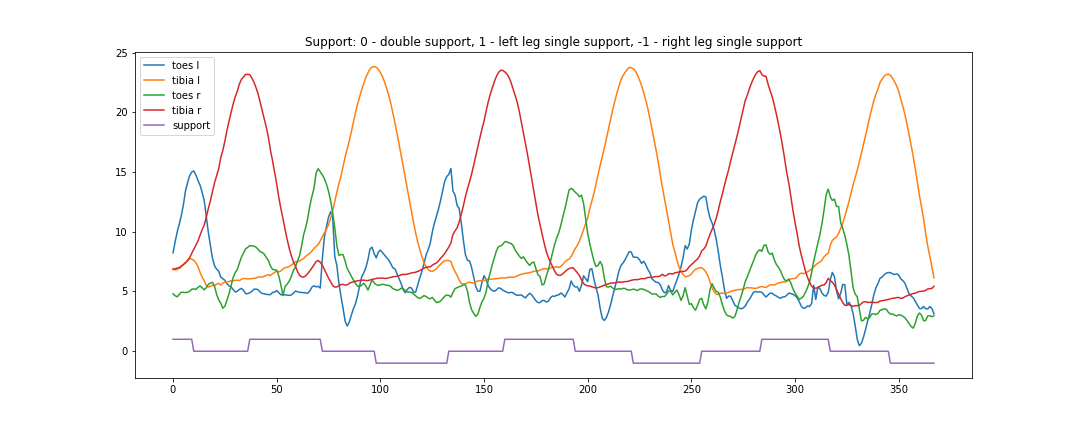 Support: 0 - double support, 1 - left leg single support, -1 - right leg single support
25
20
15
10
5
0
toes l
tibia l
toes r
tibia r
support
0 50 100 150 200 250 300 350